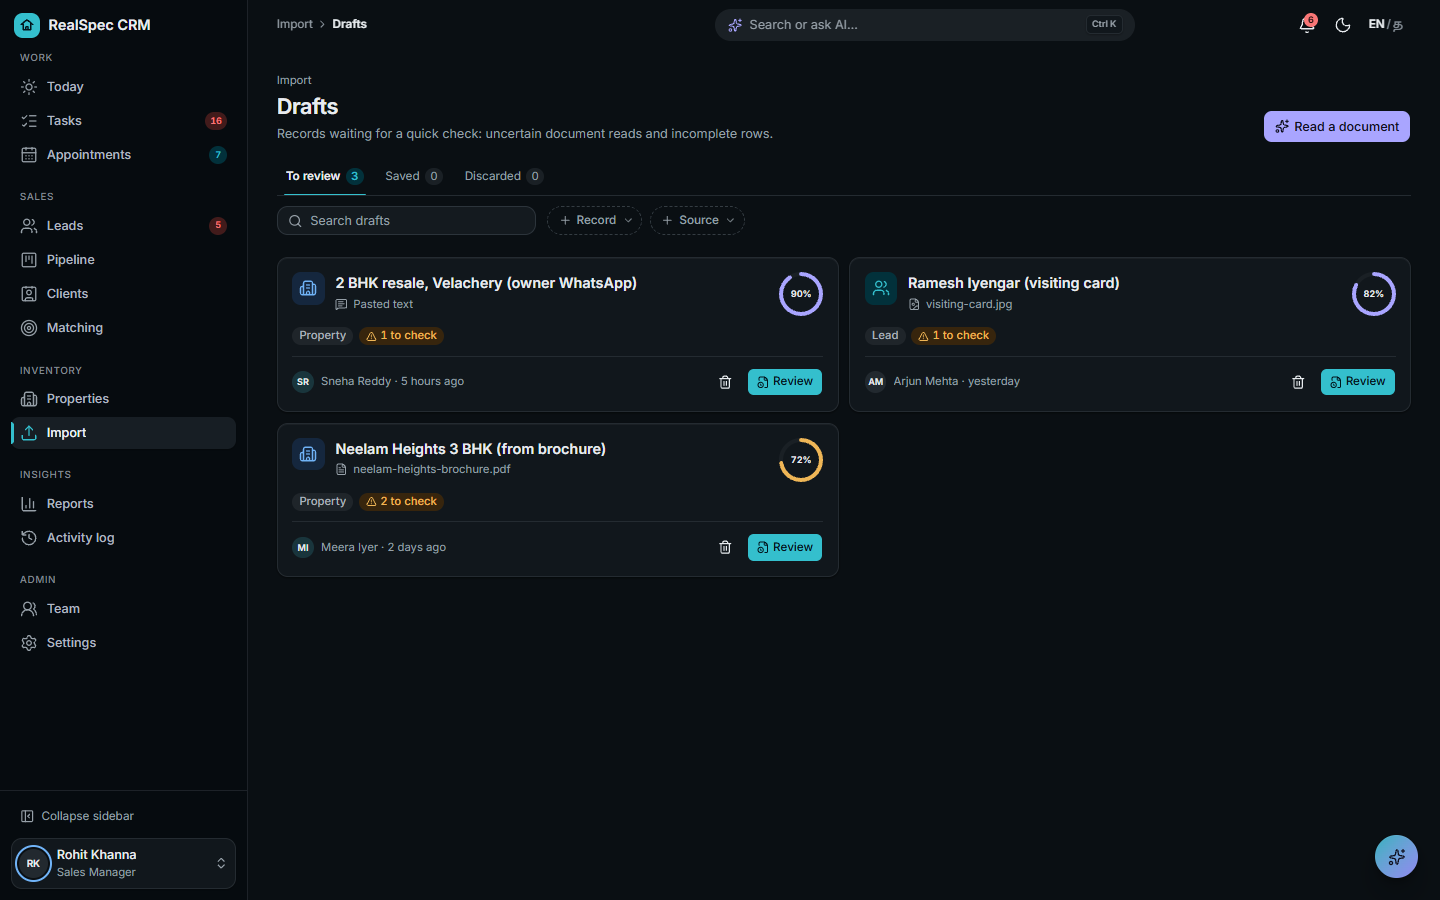 RealSpec CRM
WORK
Today
Tasks 16
Appointments 7
SALES
Leads 5
Pipeline
Clients
Matching
INVENTORY
Properties
Import
INSIGHTS
Reports
Activity log
ADMIN
Team
Settings
Collapse sidebar
RK
Rohit Khanna
Sales Manager
Import > Drafts
Search or ask AI...
Ctrl K
6
EN / த
Import
Drafts
Records waiting for a quick check: uncertain document reads and incomplete rows.
Read a document
To review 3 Saved 0 Discarded 0
Search drafts
Record
Source
2 BHK resale, Velachery (owner WhatsApp)
Pasted text
90%
Property 1 to check
SR Sneha Reddy · 5 hours ago
Review
Ramesh Iyengar (visiting card)
visiting-card.jpg
82%
Lead 1 to check
AM Arjun Mehta · yesterday
Review
Neelam Heights 3 BHK (from brochure)
neelam-heights-brochure.pdf
72%
Property 2 to check
MI Meera Iyer · 2 days ago
Review